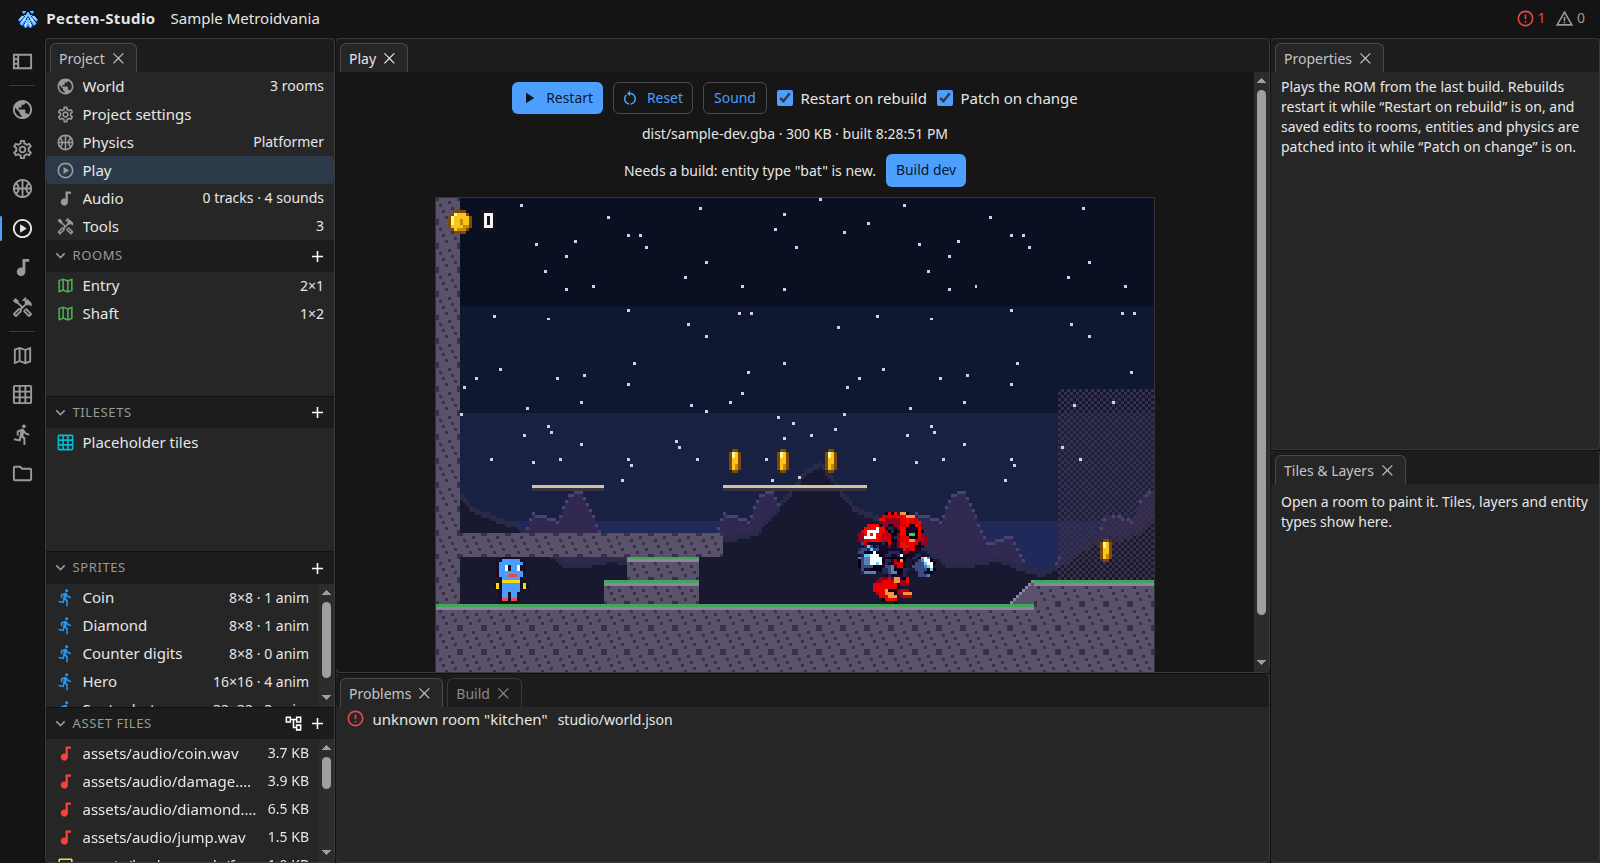 Pecten-Studio Sample Metroidvania 1 0
Project
World 3 rooms
Project settings
Physics Platformer
Play
Audio 0 tracks · 4 sounds
Tools 3
ROOMS
Entry 2×1
Shaft 1×2
TILESETS
Placeholder tiles
SPRITES
Coin 8×8 · 1 anim
Diamond 8×8 · 1 anim
Counter digits 8×8 · 0 anim
Hero 16×16 · 4 anim
ASSET FILES
assets/audio/coin.wav 3.7 KB
assets/audio/damage.... 3.9 KB
assets/audio/diamond.... 6.5 KB
assets/audio/jump.wav 1.5 KB
Play
Restart Reset Sound Restart on rebuild Patch on change
dist/sample-dev.gba · 300 KB · built 8:28:51 PM
Needs a build: entity type "bat" is new. Build dev
0
Problems Build
unknown room "kitchen" studio/world.json
Properties
Plays the ROM from the last build. Rebuilds
restart it while “Restart on rebuild” is on, and
saved edits to rooms, entities and physics are
patched into it while “Patch on change” is on.
Tiles & Layers
Open a room to paint it. Tiles, layers and entity
types show here.